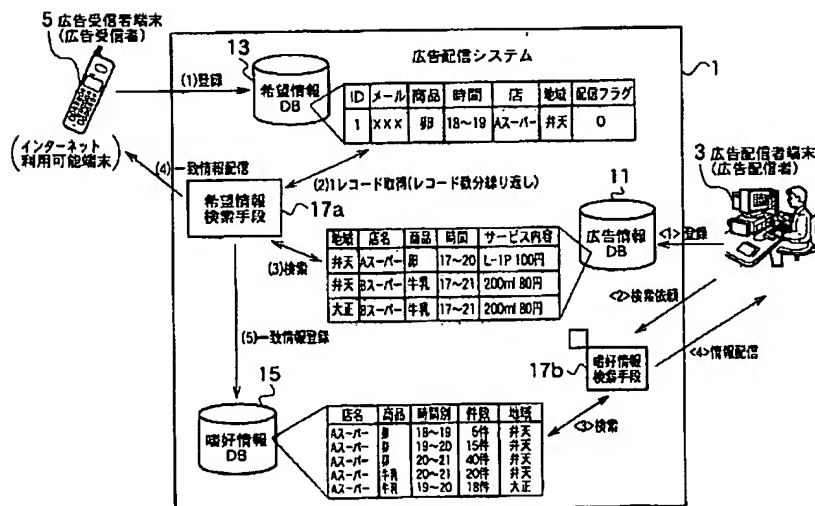 5 広告受信者端末
(広告受信者)
広告配信システム
1
13
(1)登録
希望情報
DB
ID メール 商品 時間 店 地域 配信フラグ
1 ××× 卵 18~19 Aスーパー 弁天 0
(インターネット
利用可能端末)
(4)一致情報配信
(2)1レコード取得(レコード数分繰り返し)
希望情報
検索手段
17a
3 広告配信者端末
(広告配信者)
11
広告情報
DB
<1>登録
(3)検索
地域 店名 商品 時間 サービス内容
弁天 Aスーパー 卵 17~20 L-1P 100円
弁天 Bスーパー 牛乳 17~21 200ml 80円
大正 Bスーパー 牛乳 17~21 200ml 80円
<2>検索依頼
(5)一致情報登録
17b
嗜好情報
検索手段
<4>情報配信
15
嗜好情報
DB
<3>検索
店名 商品 時間別 件数 地域
Aスーパー 卵 18~19 5件 弁天
Aスーパー 卵 19~20 15件 弁天
Aスーパー 卵 20~21 40件 弁天
Aスーパー 牛乳 20~21 20件 弁天
Aスーパー 牛乳 19~20 18件 大正